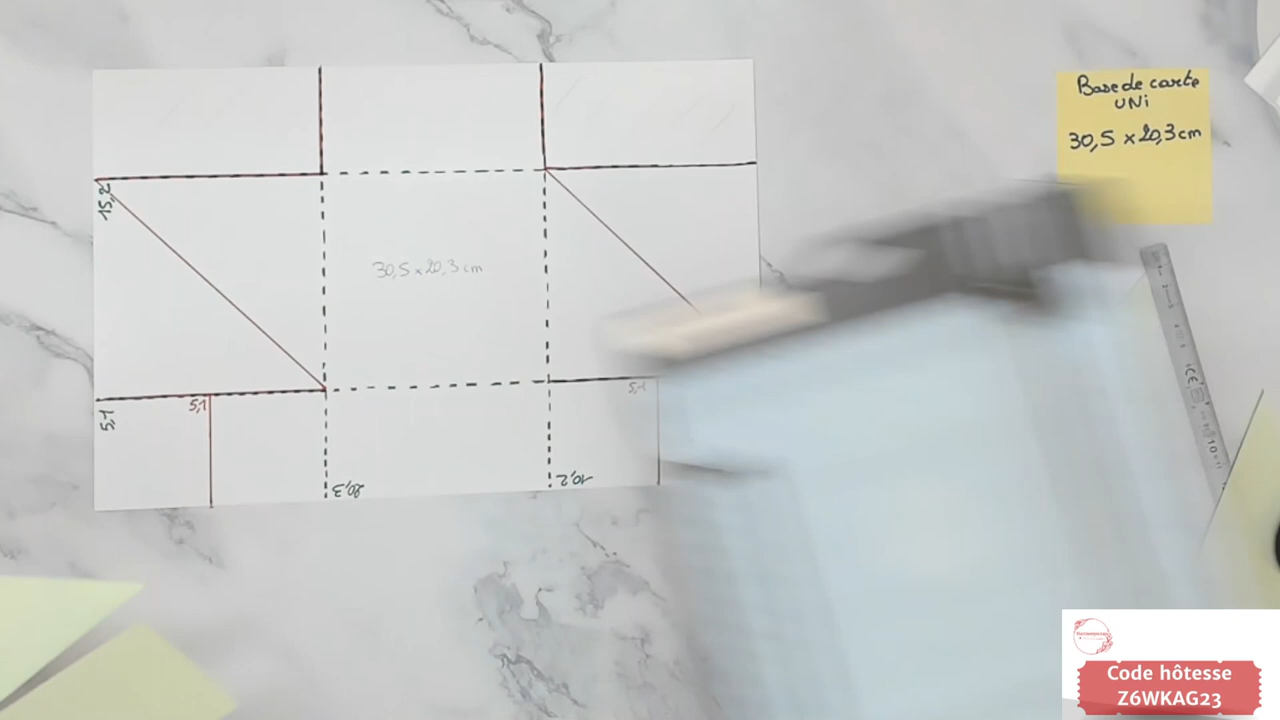 15,2
30,5 x 20,3 cm
5,1
5,1
5,1
20,3
10,2
Base de carte
UNi
30,5 x 20,3 cm
10
Code hôtesse
Z6WKAG23